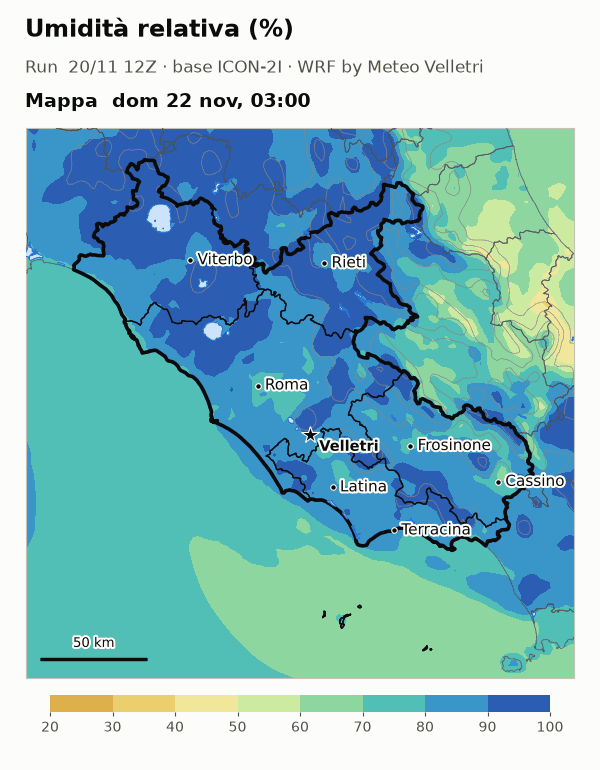 Umidità relativa (%)
Run 20/11 12Z · base ICON-2I · WRF by Meteo Velletri
Mappa dom 22 nov, 03:00
Viterbo
Rieti
Roma
Velletri
Frosinone
Latina
Cassino
Terracina
50 km
20 30 40 50 60 70 80 90 100